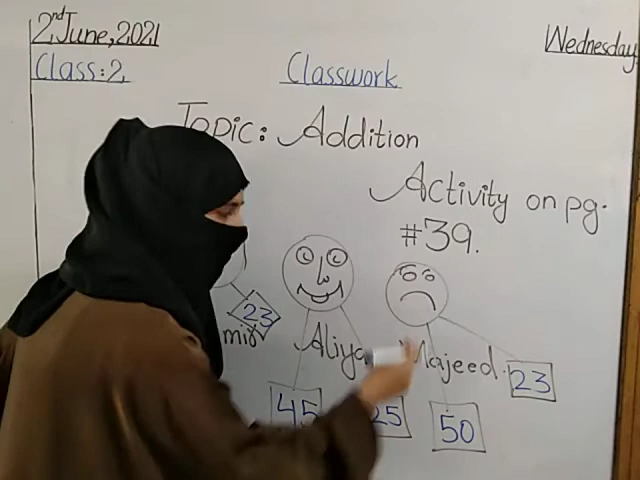 2nd June, 2021
Wednesday
Class: 2
Classwork
Topic: Addition
Activity on pg.
#39.
23
Aliya
Majeed.
23
45
25
50